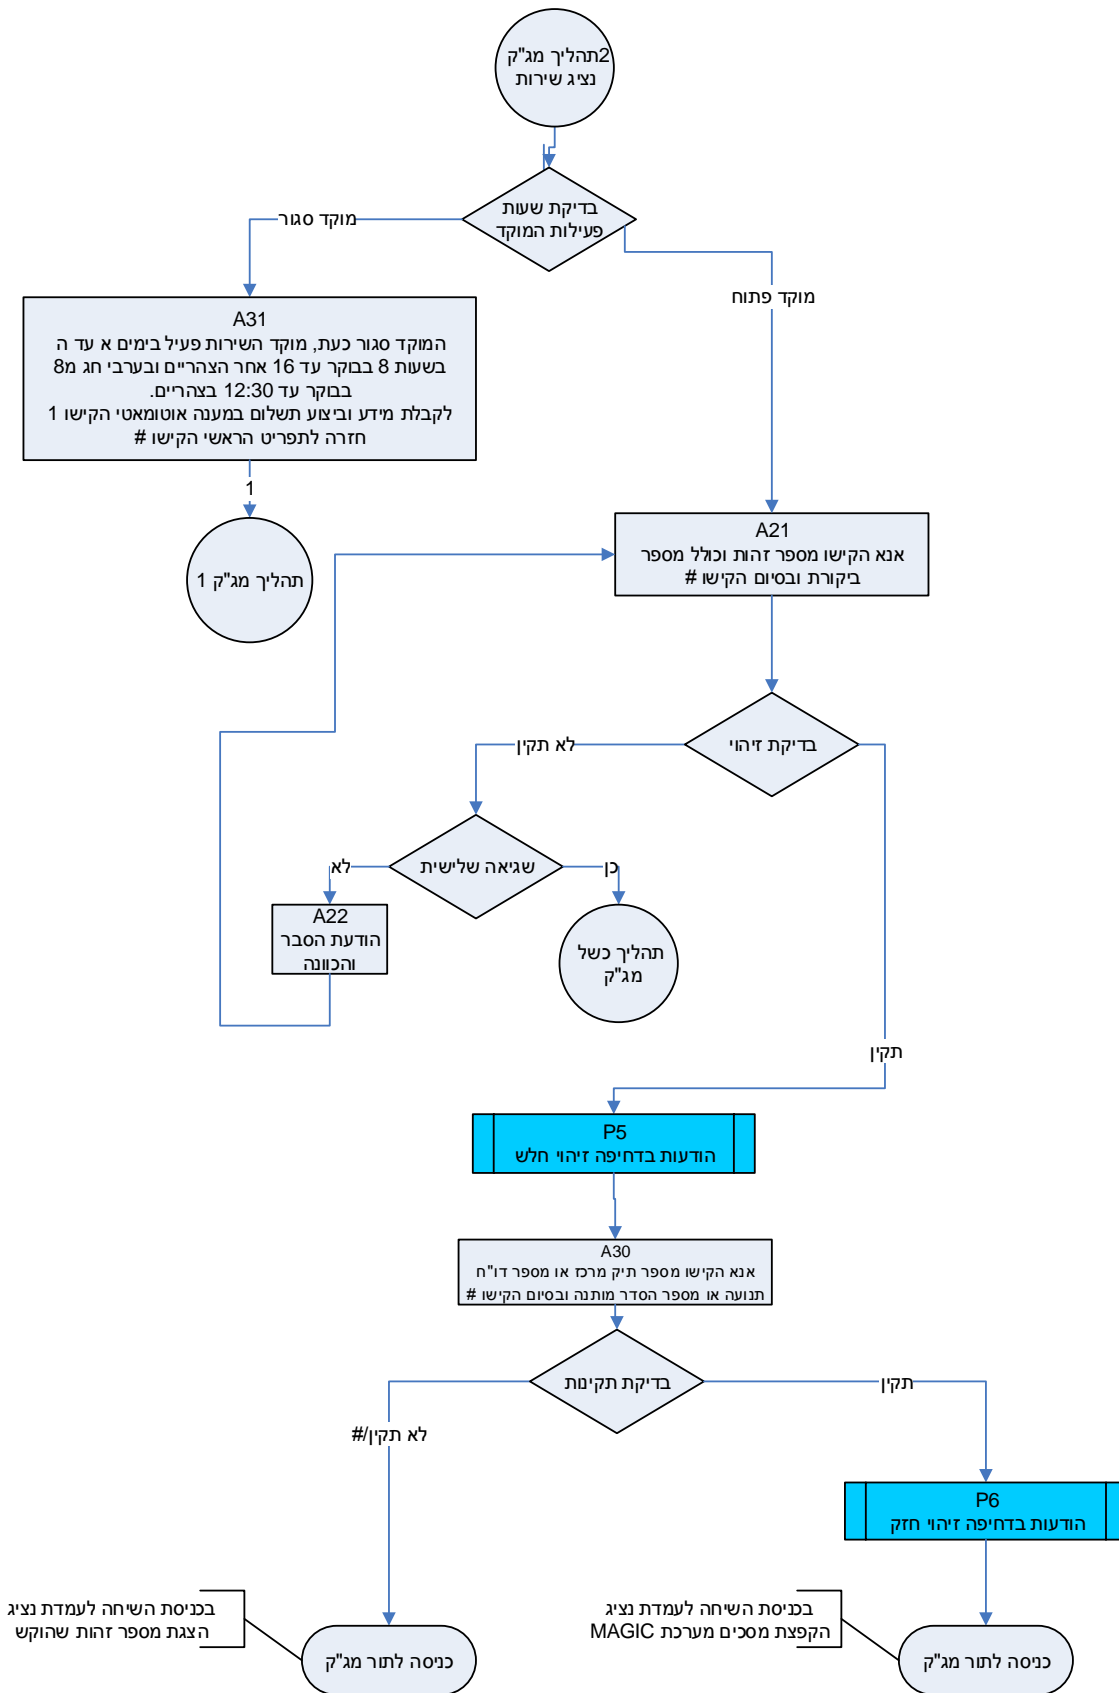 2תהליך מג"ק
נציג שירות
בדיקת שעות
פעילות המוקד
מוקד סגור
מוקד פתוח
A31
המוקד סגור כעת, מוקד השירות פעיל בימים א עד ה
בשעות 8 בבוקר עד 16 אחר הצהריים ובערבי חג מ8
בבוקר עד 12:30 בצהריים.
לקבלת מידע וביצוע תשלום במענה אוטומאטי הקישו 1
חזרה לתפריט הראשי הקישו #
1
תהליך מג"ק 1
A21
אנא הקישו מספר זהות וכולל מספר
ביקורת ובסיום הקישו #
בדיקת זיהוי
לא תקין
שגיאה שלישית
לא
כן
A22
הודעת הסבר
והכוונה
תהליך כשל
מג"ק
תקין
P5
הודעות בדחיפה זיהוי חלש
A30
אנא הקישו מספר תיק מרכז או מספר דו"ח
תנועה או מספר הסדר מותנה ובסיום הקישו #
בדיקת תקינות
תקין
לא תקין/#
P6
הודעות בדחיפה זיהוי חזק
בכניסת השיחה לעמדת נציג
הצגת מספר זהות שהוקש
כניסה לתור מג"ק
בכניסת השיחה לעמדת נציג
הקפצת מסכים מערכת MAGIC
כניסה לתור מג"ק